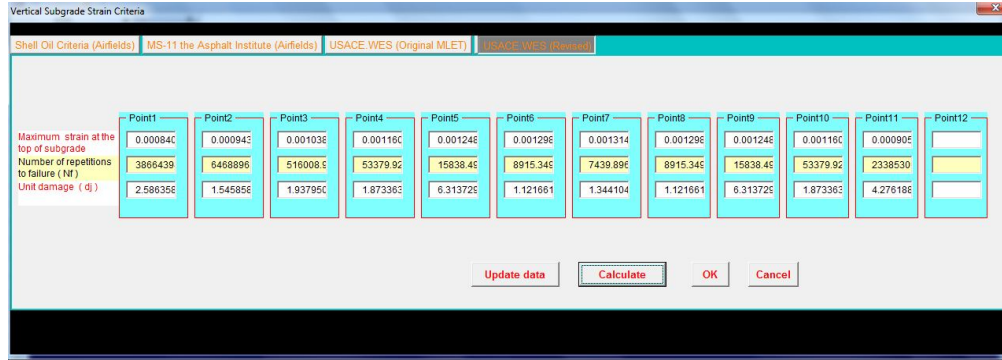 Vertical Subgrade Strain Criteria
Shell Oil Criteria (Airfields) MS-11 the Asphalt Institute (Airfields) USACE.WES (Original MLET) USACE.WES (Revised)
Point1 Point2 Point3 Point4 Point5 Point6 Point7 Point8 Point9 Point10 Point11 Point12
Maximum strain at the
top of subgrade
0.000840 0.000943 0.001038 0.001160 0.001248 0.001298 0.001314 0.001298 0.001248 0.001160 0.000905
Number of repetitions
to failure ( Nf )
3866439 6468896 516008.9 53379.92 15838.49 8915.349 7439.896 8915.349 15838.49 53379.92 2338530
Unit damage ( dj )
2.586358 1.545858 1.937950 1.873363 6.313729 1.121661 1.344104 1.121661 6.313729 1.873363 4.276188
Update data Calculate OK Cancel